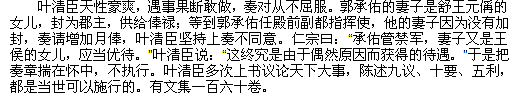 叶清臣天性豪爽，遇事果断敢做，奏对从不屈服。郭承佑的妻子是舒王元偁的
女儿，封为郡主，供给俸禄，等到郭承佑任殿前副都指挥使，他的妻子因为没有加
封，奏请增加月俸，叶清臣坚持上奏不同意。仁宗曰："承佑管禁军，妻子又是王
侯的女儿，应当优待。"叶清臣说："这终究是由于偶然原因而获得的待遇。"于是把
奏章揣在怀中，不执行。叶清臣多次上书议论天下大事，陈述九议、十要、五利，
都是当世可以施行的。有文集一百六十卷。